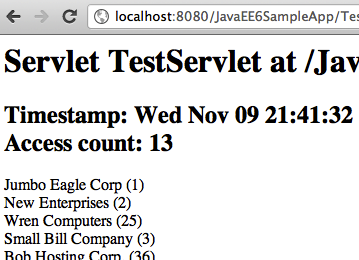 localhost:8080/JavaEE6SampleApp/Tes
Servlet TestServlet at /Jav
Timestamp: Wed Nov 09 21:41:32
Access count: 13
Jumbo Eagle Corp (1)
New Enterprises (2)
Wren Computers (25)
Small Bill Company (3)
Bob Hosting Corp. (36)